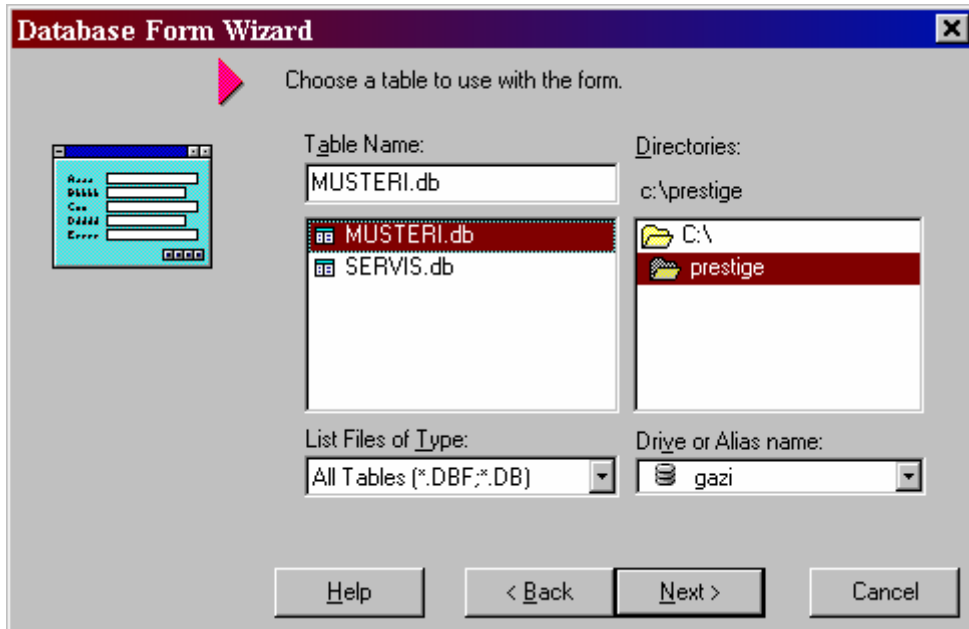 Database Form Wizard
Choose a table to use with the form.
Table Name:
MUSTERI.db
MUSTERI.db
SERVIS.db
Directories:
c:\prestige
C:\
prestige
List Files of Type:
All Tables (*.DBF;*.DB)
Drive or Alias name:
gazi
Help
< Back
Next >
Cancel